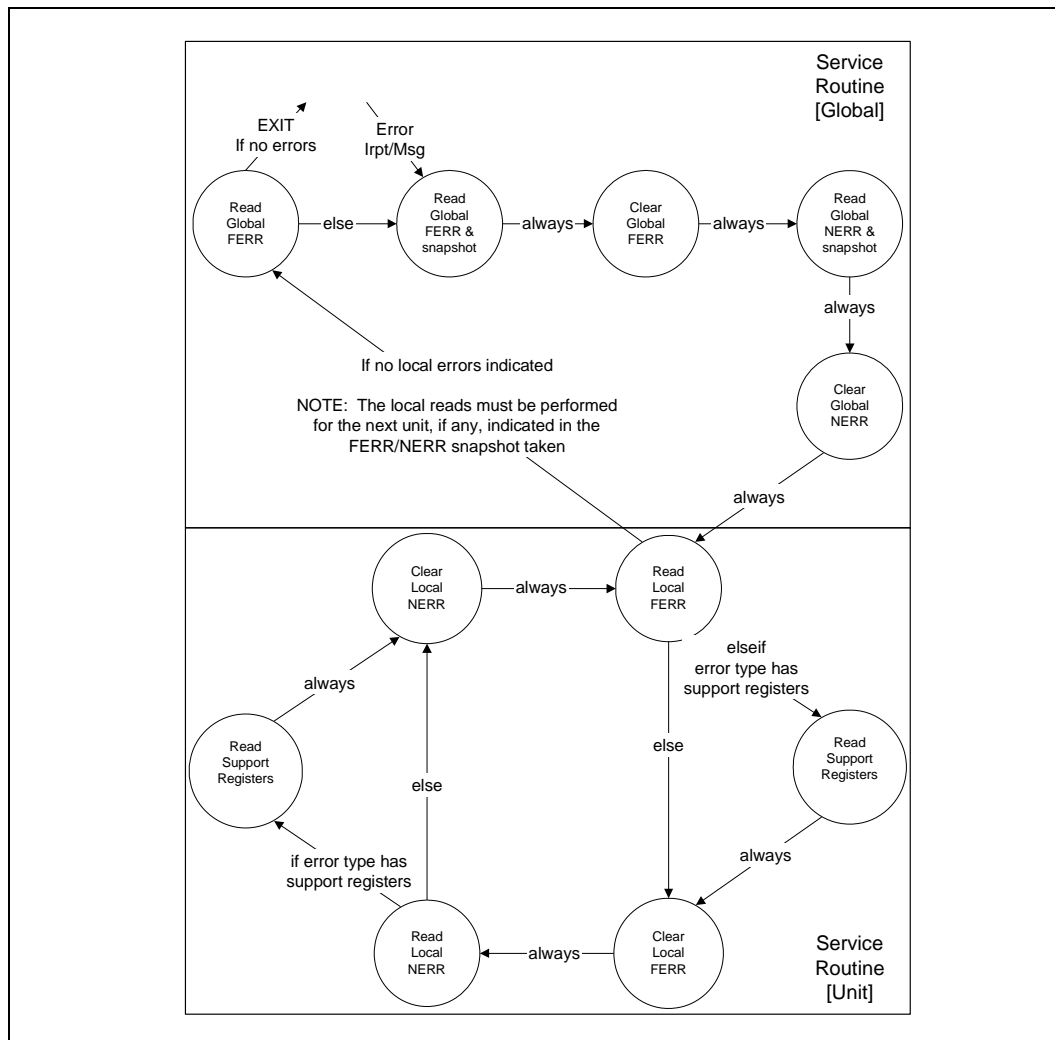 Service
Routine
[Global]
EXIT
If no errors
Error
Irpt/Msg
Read
Global
FERR
else
Read
Global
FERR &
snapshot
always
Clear
Global
FERR
always
Read
Global
NERR &
snapshot
always
If no local errors indicated
NOTE: The local reads must be performed
for the next unit, if any, indicated in the
FERR/NERR snapshot taken
Clear
Global
NERR
always
Clear
Local
NERR
always
Read
Local
FERR
elseif
error type has
support registers
always
Read
Support
Registers
else
else
Read
Support
Registers
if error type has
support registers
always
Read
Local
NERR
always
Clear
Local
FERR
Service
Routine
[Unit]